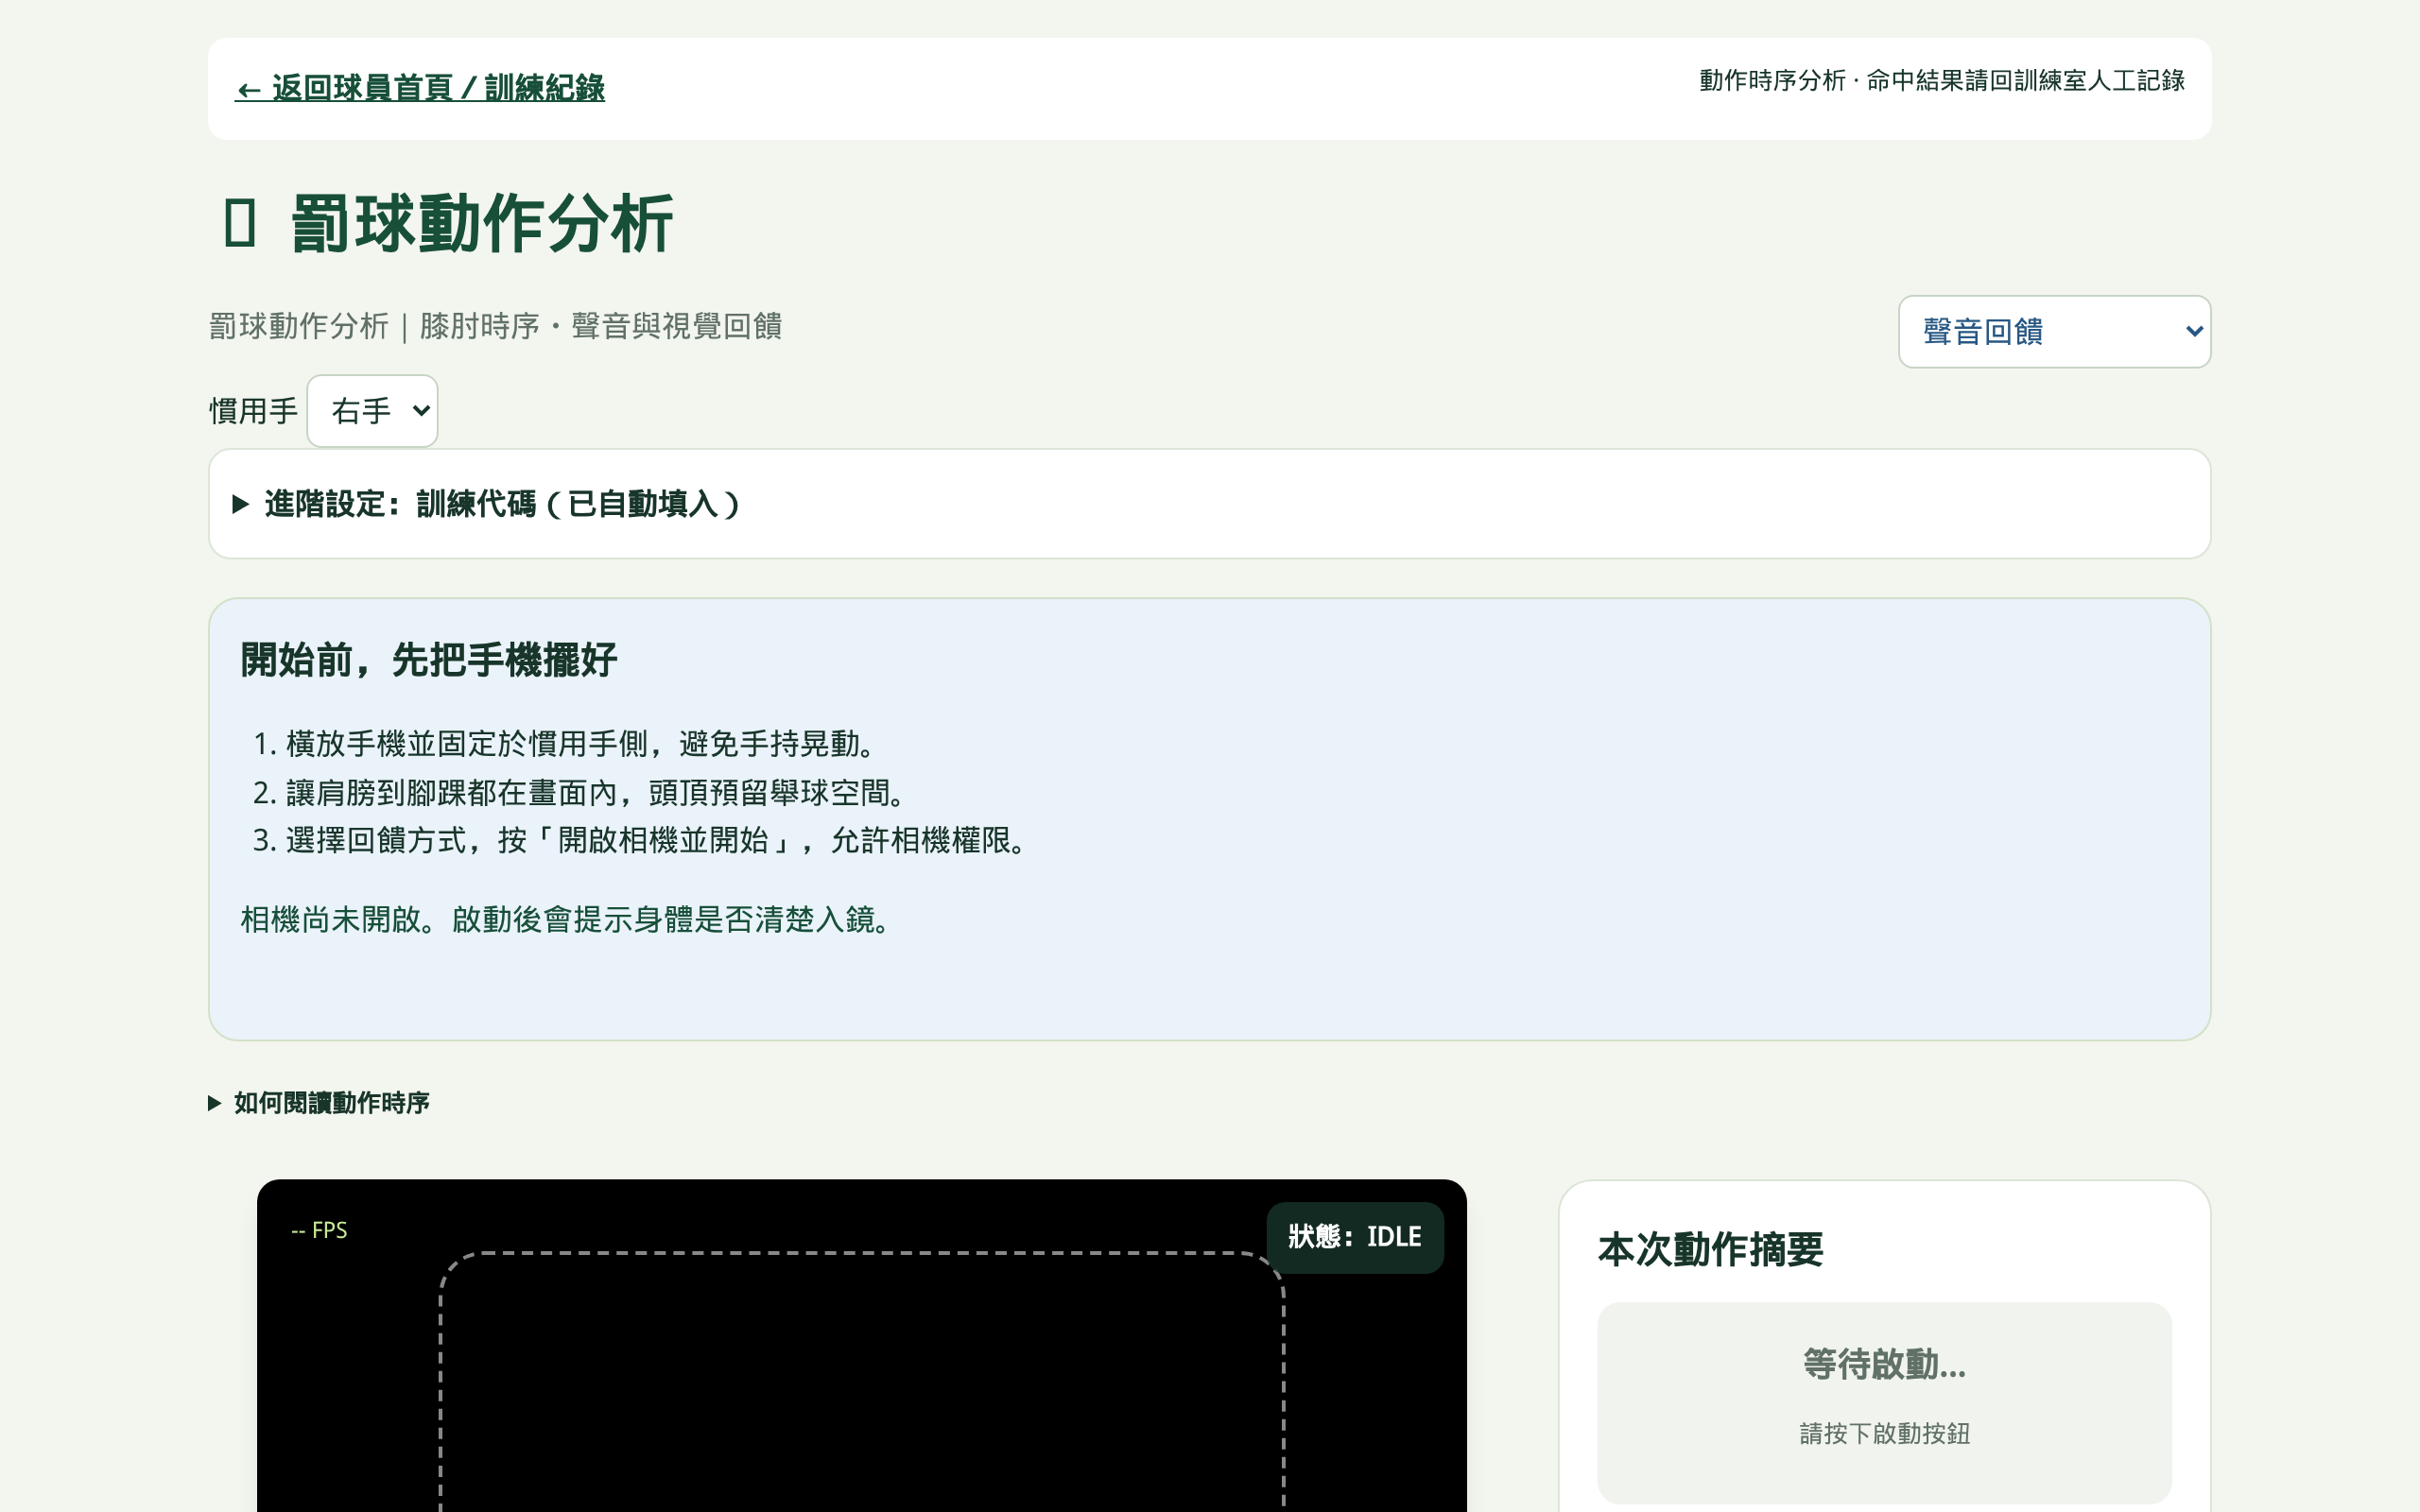 ← 返回球員首頁 / 訓練紀錄
動作時序分析 · 命中結果請回訓練室人工記錄
罰球動作分析
罰球動作分析｜膝肘時序・聲音與視覺回饋
聲音回饋
慣用手 右手
▶ 進階設定：訓練代碼（已自動填入）
開始前，先把手機擺好
1. 橫放手機並固定於慣用手側，避免手持晃動。
2. 讓肩膀到腳踝都在畫面內，頭頂預留舉球空間。
3. 選擇回饋方式，按「開啟相機並開始」，允許相機權限。
相機尚未開啟。啟動後會提示身體是否清楚入鏡。
▶ 如何閱讀動作時序
-- FPS
狀態：IDLE
本次動作摘要
等待啟動...
請按下啟動按鈕